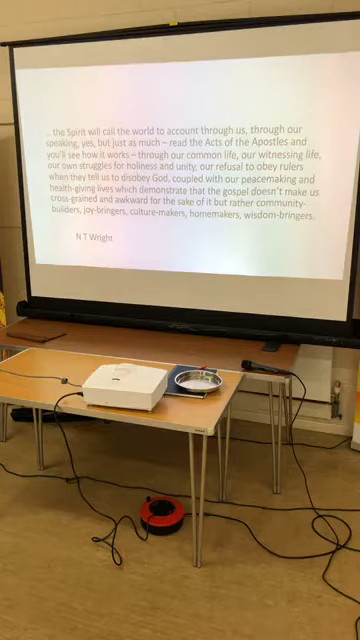 ... the Spirit will call the world to account through us, through our
speaking, yes, but just as much – read the Acts of the Apostles and
you'll see how it works – through our common life, our witnessing life,
our own struggles for holiness and unity, our refusal to obey rulers
when they tell us to disobey God, coupled with our peacemaking and
health-giving lives which demonstrate that the gospel doesn't make us
cross-grained and awkward for the sake of it but rather community-
builders, joy-bringers, culture-makers, homemakers, wisdom-bringers.
N T Wright